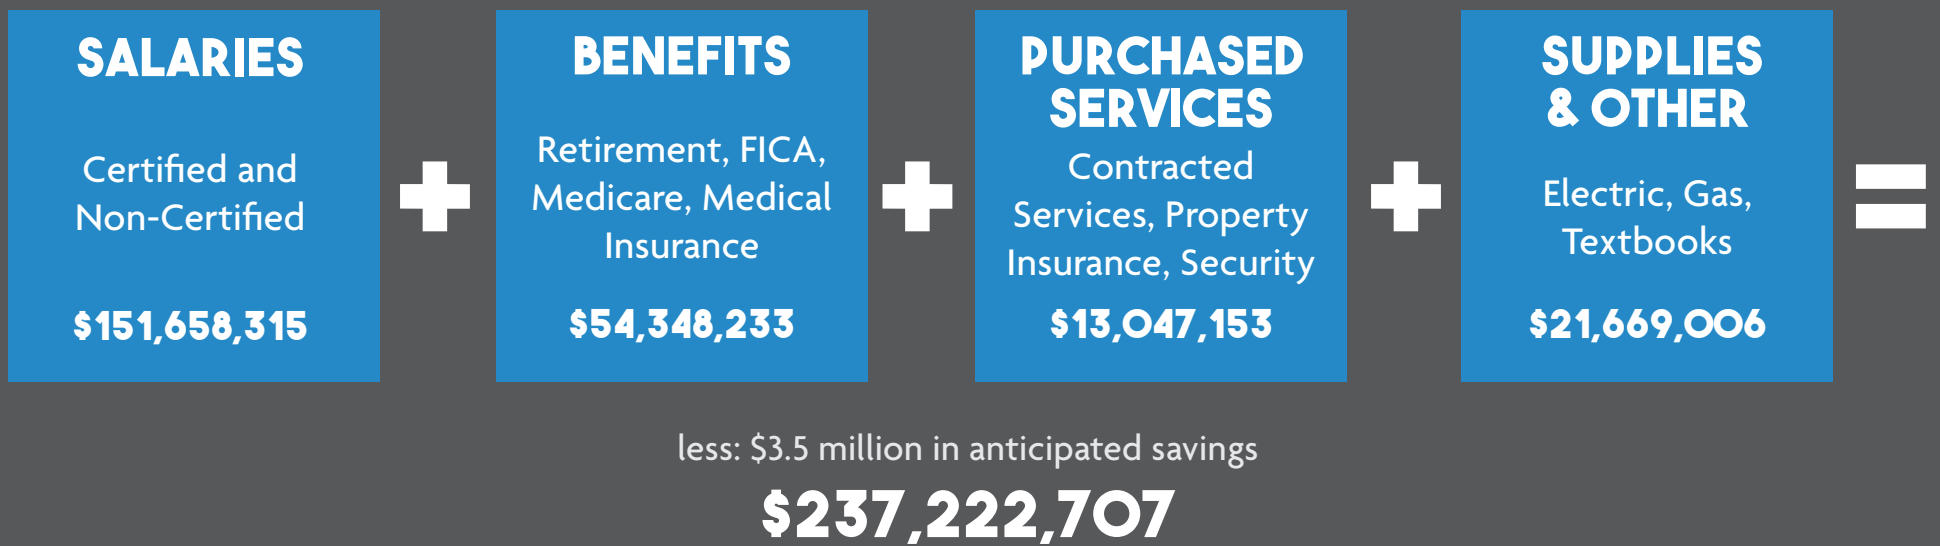 SALARIES
Certified and
Non-Certified
$151,658,315
+
BENEFITS
Retirement, FICA,
Medicare, Medical
Insurance
$54,348,233
+
PURCHASED
SERVICES
Contracted
Services, Property
Insurance, Security
$13,047,153
+
SUPPLIES
& OTHER
Electric, Gas,
Textbooks
$21,669,006
=
less: $3.5 million in anticipated savings
$237,222,707